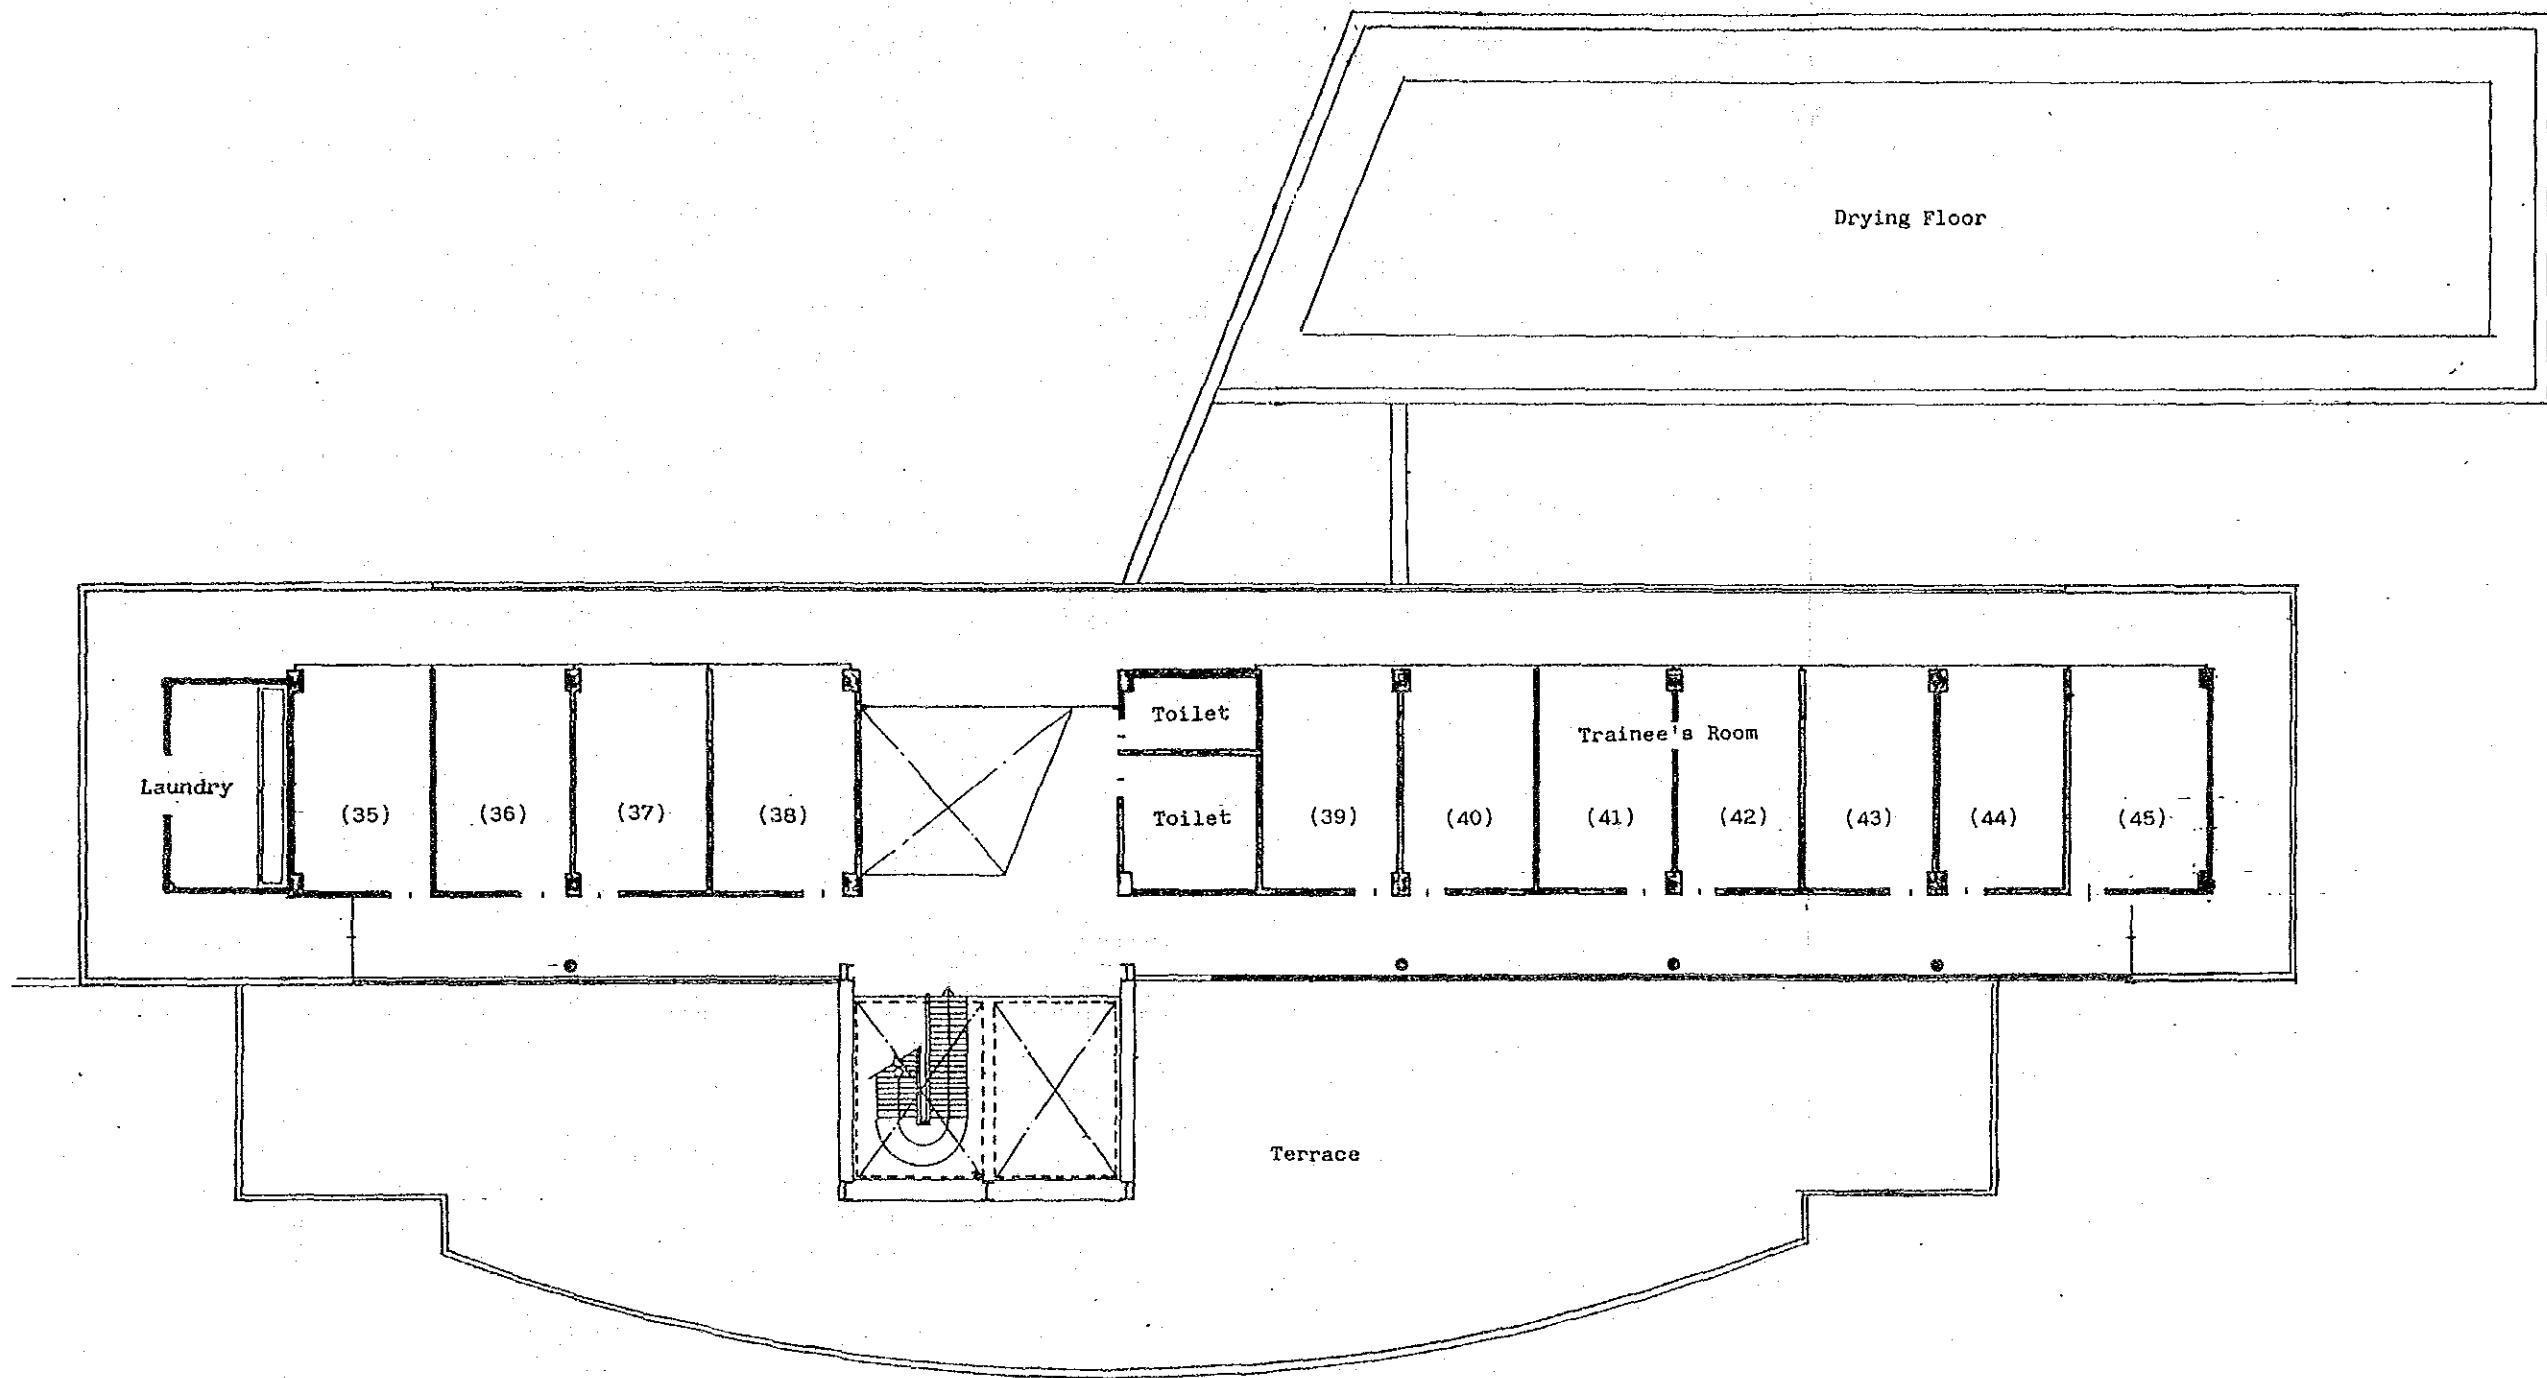 Drying Floor
Toilet
Trainee's Room
Laundry
(35)
(36)
(37)
(38)
Toilet
(39)
(40)
(41)
(42)
(43)
(44)
(45)
Terrace